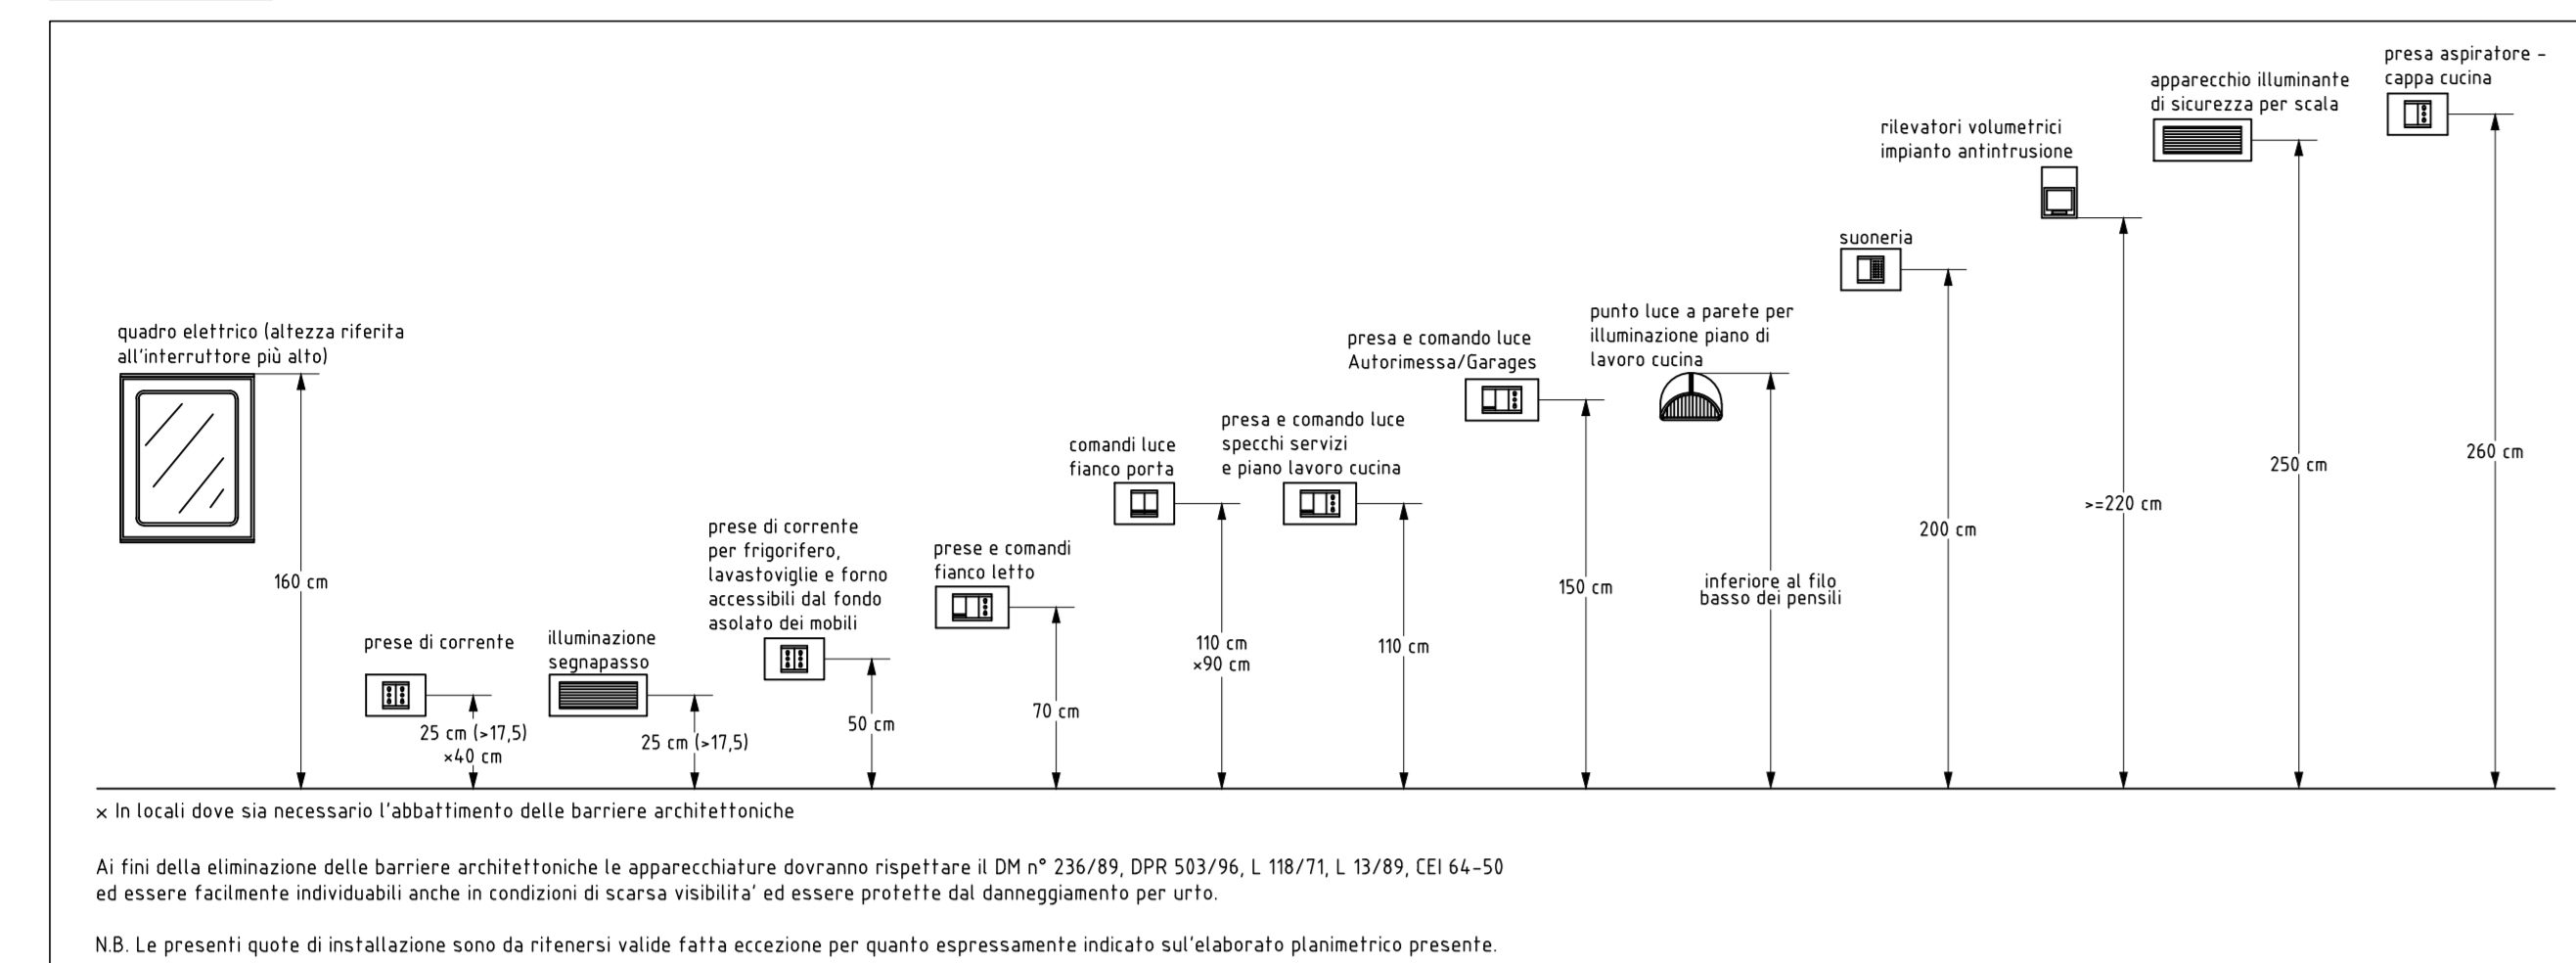 quadro elettrico (altezza riferita
all'interruttore più alto)
160 cm
prese di corrente
25 cm (>17,5)
×40 cm
illuminazione
segnapasso
25 cm (>17,5)
prese di corrente
per frigorifero,
lavastoviglie e forno
accessibili dal fondo
asolato dei mobili
50 cm
prese e comandi
fianco letto
70 cm
comandi luce
fianco porta
110 cm
×90 cm
presa e comando luce
specchi servizi
e piano lavoro cucina
110 cm
presa e comando luce
Autorimessa/Garages
150 cm
punto luce a parete per
illuminazione piano di
lavoro cucina
inferiore al filo
basso dei pensili
suoneria
200 cm
rilevatori volumetrici
impianto antintrusione
>=220 cm
apparecchio illuminante
di sicurezza per scala
250 cm
presa aspiratore -
cappa cucina
260 cm
× In locali dove sia necessario l'abbattimento delle barriere architettoniche
Ai fini della eliminazione delle barriere architettoniche le apparecchiature dovranno rispettare il DM n° 236/89, DPR 503/96, L 118/71, L 13/89, CEI 64-50
ed essere facilmente individuabili anche in condizioni di scarsa visibilita' ed essere protette dal danneggiamento per urto.
N.B. Le presenti quote di installazione sono da ritenersi valide fatta eccezione per quanto espressamente indicato sul'elaborato planimetrico presente.